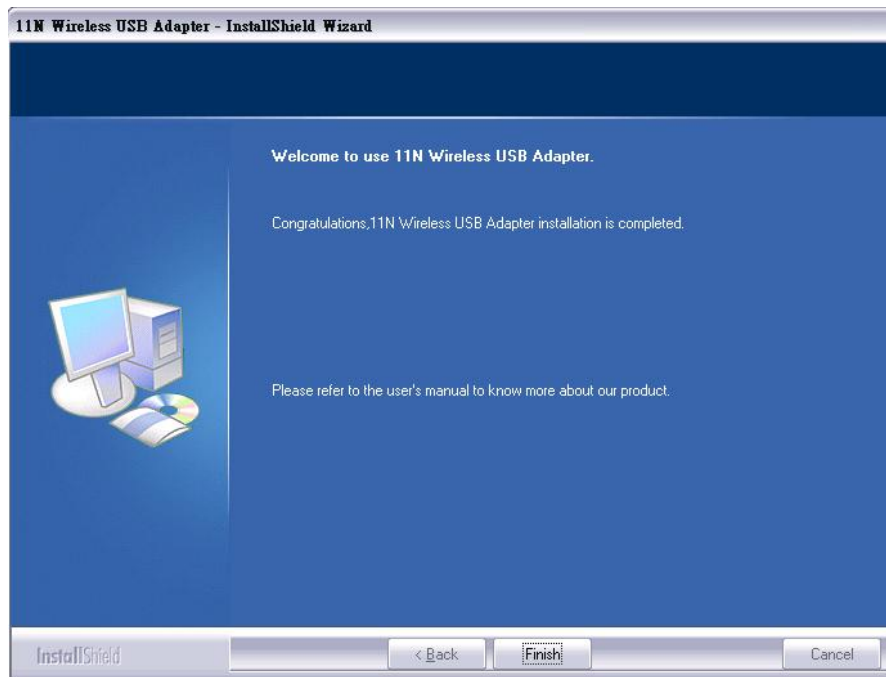 11N Wireless USB Adapter - InstallShield Wizard
Welcome to use 11N Wireless USB Adapter.
Congratulations,11N Wireless USB Adapter installation is completed.
Please refer to the user's manual to know more about our product.
InstallShield
< Back
Finish
Cancel